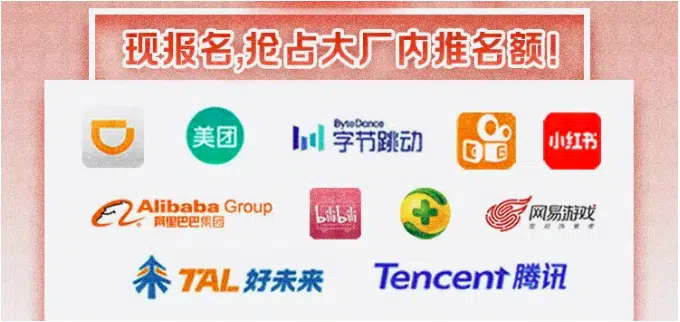 现报名,抢占大厂内推名额!
美团
ByteDance
字节跳动
小红书
Alibaba Group
阿里巴巴集团
bilibili
网易游戏
TAL 好未来
Tencent 腾讯